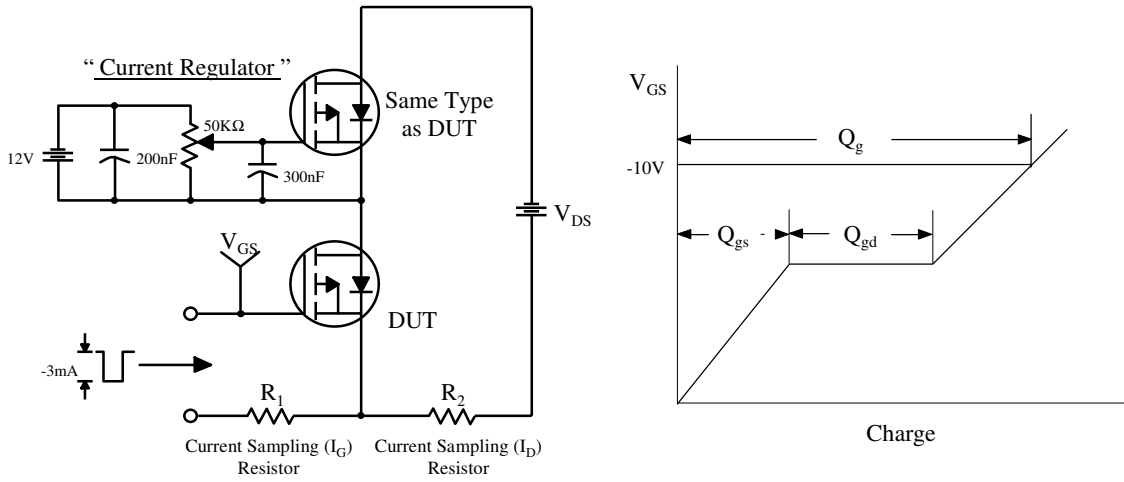 “ Current Regulator ”
12V
200nF
50KΩ
300nF
Same Type
as DUT
V_DS
V_GS
DUT
-3mA
R_1
R_2
Current Sampling (I_G)
Resistor
Current Sampling (I_D)
Resistor
V_GS
Q_g
-10V
Q_gs
Q_gd
Charge